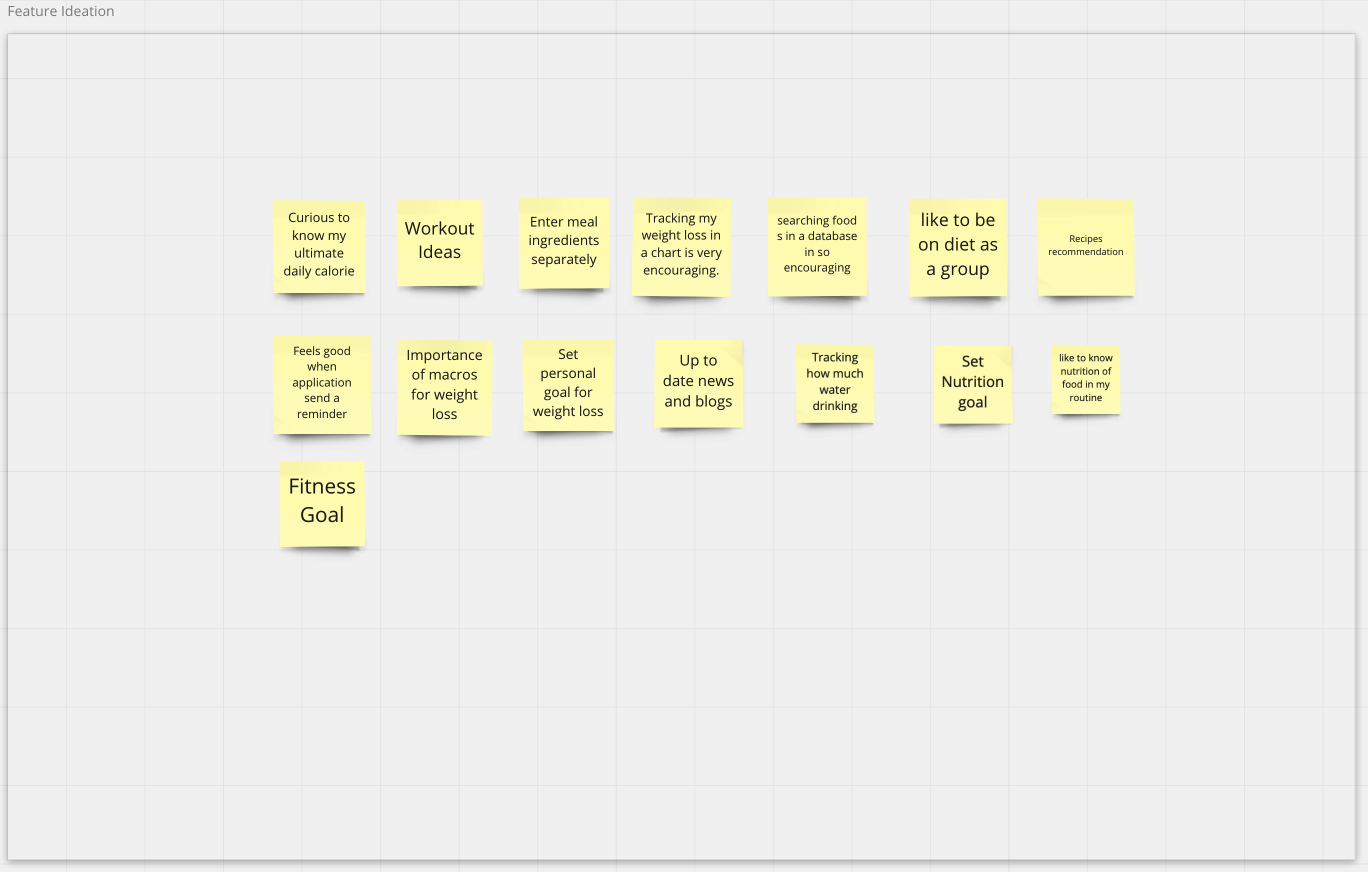 Feature Ideation
Curious to
know my
ultimate
daily calorie
Workout
Ideas
Enter meal
ingredients
separately
Tracking my
weight loss in
a chart is very
encouraging.
searching food
s in a database
in so
encouraging
like to be
on diet as
a group
Recipes
recommendation
Feels good
when
application
send a
reminder
Importance
of macros
for weight
loss
Set
personal
goal for
weight loss
Up to
date news
and blogs
Tracking
how much
water
drinking
Set
Nutrition
goal
like to know
nutrition of
food in my
routine
Fitness
Goal